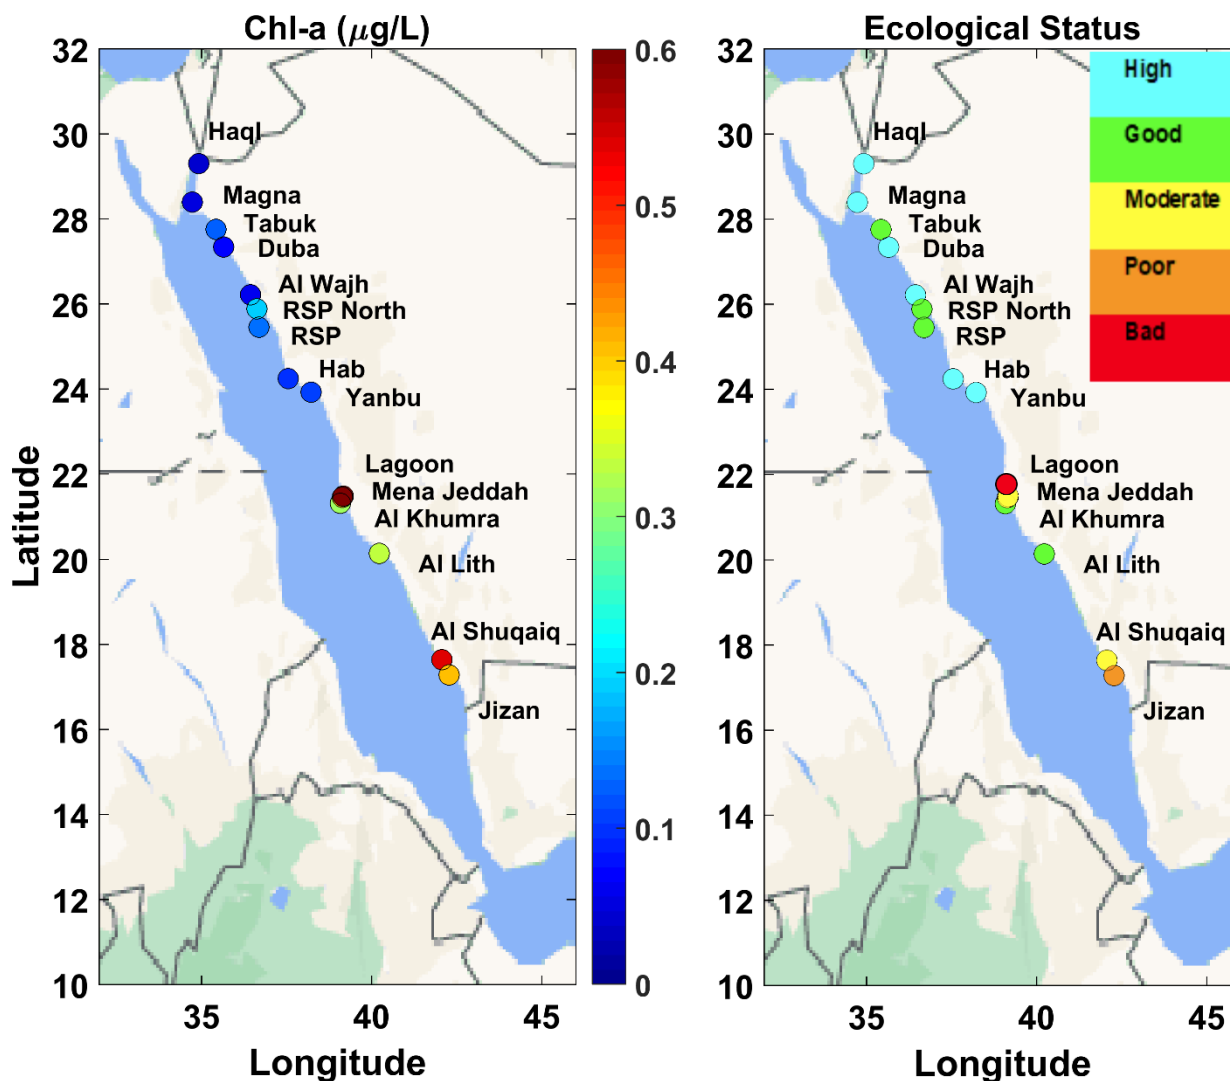 Chl-a (μg/L)
32
30
28
26
24
22
20
18
16
14
12
10
Latitude
35
40
45
Longitude
Haql
Magna
Tabuk
Duba
Al Wajh
RSP North
RSP
Hab
Yanbu
Lagoon
Mena Jeddah
Al Khumra
Al Lith
Al Shuqaiq
Jizan
0.6
0.5
0.4
0.3
0.2
0.1
0
Ecological Status
32
30
28
26
24
22
20
18
16
14
12
10
35
40
45
Longitude
Haql
Magna
Tabuk
Duba
Al Wajh
RSP North
RSP
Hab
Yanbu
Lagoon
Mena Jeddah
Al Khumra
Al Lith
Al Shuqaiq
Jizan
High
Good
Moderate
Poor
Bad